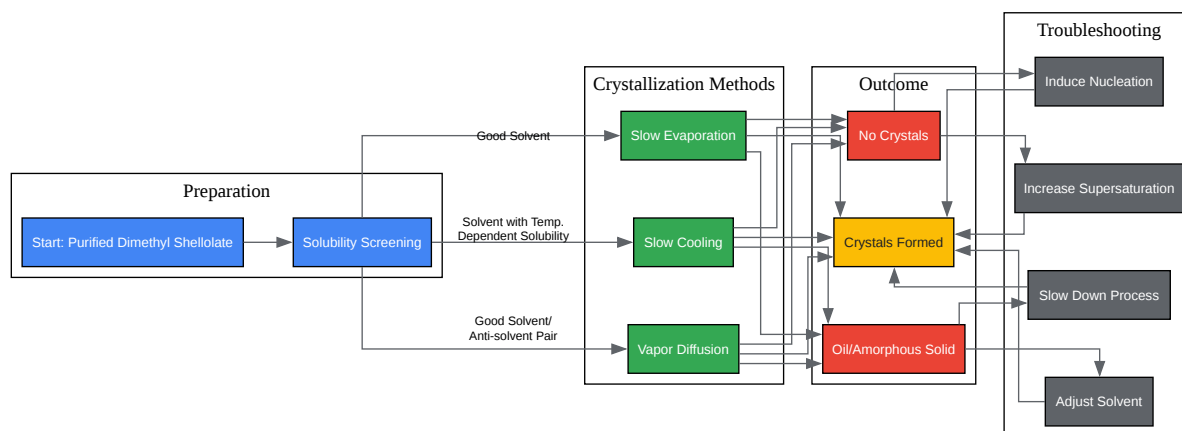 Troubleshooting
Crystallization Methods
Outcome
Induce Nucleation
Good Solvent
Slow Evaporation
No Crystals
Preparation
Increase Supersaturation
Start: Purified Dimethyl Shellolate
Solubility Screening
Solvent with Temp.
Dependent Solubility
Slow Cooling
Crystals Formed
Slow Down Process
Good Solvent/
Anti-solvent Pair
Vapor Diffusion
Oil/Amorphous Solid
Adjust Solvent